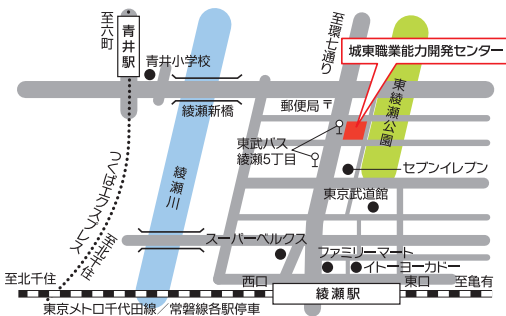 至六町
青井駅
青井小学校
至環七通り
城東職業能力開発センター
綾瀬新橋
郵便局〒
東綾瀬公園
東武バス
綾瀬5丁目
セブンイレブン
綾瀬川
つくばエクスプレス
至北千住
東京武道館
スーパーベルクス
ファミリーマート
イトーヨーカドー
至北千住
西口
綾瀬駅
東口
至亀有
東京メトロ千代田線／常磐線各駅停車